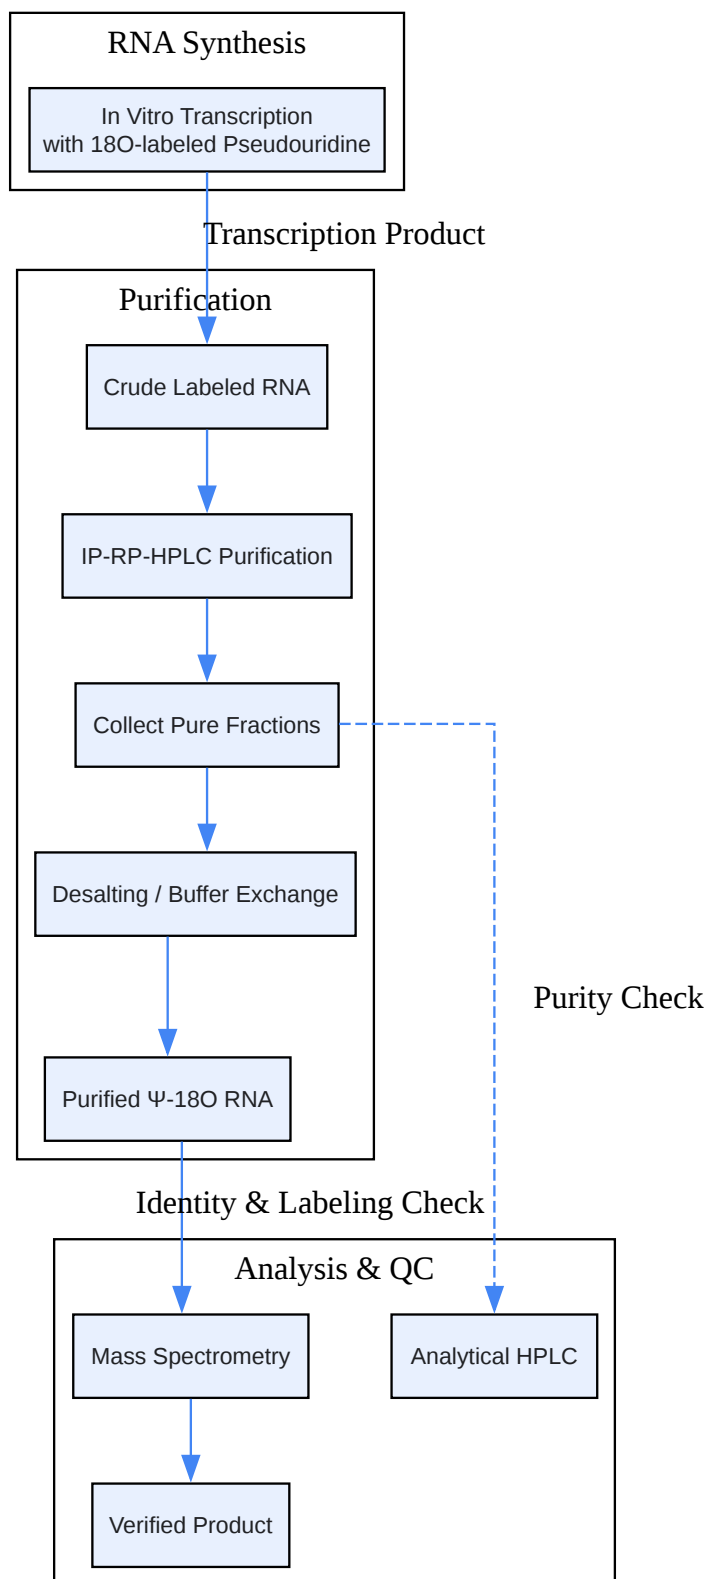 RNA Synthesis
In Vitro Transcription
with 18O-labeled Pseudouridine
Transcription Product
Purification
Crude Labeled RNA
IP-RP-HPLC Purification
Collect Pure Fractions
Desalting / Buffer Exchange
Purity Check
Purified Ψ-18O RNA
Identity & Labeling Check
Analysis & QC
Mass Spectrometry
Analytical HPLC
Verified Product